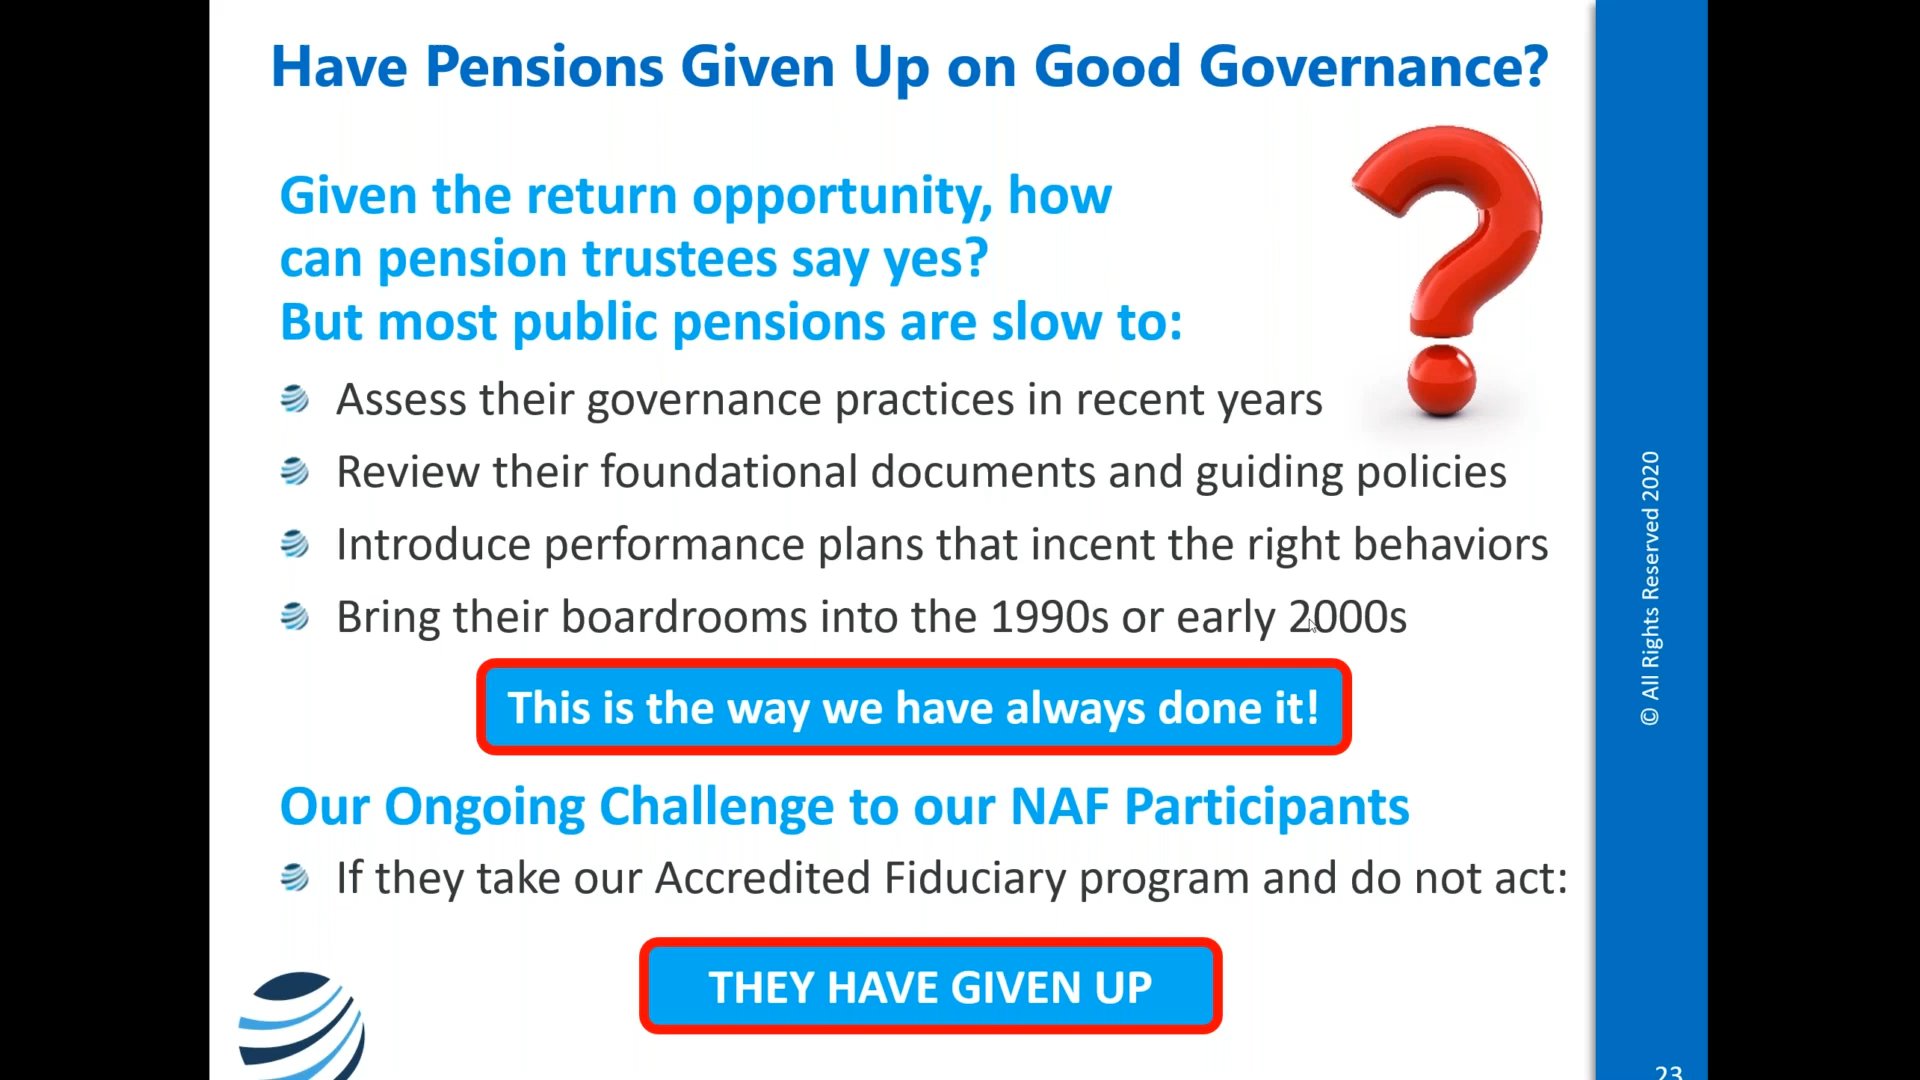 Have Pensions Given Up on Good Governance?
Given the return opportunity, how
can pension trustees say yes?
But most public pensions are slow to:
Assess their governance practices in recent years
Review their foundational documents and guiding policies
Introduce performance plans that incent the right behaviors
Bring their boardrooms into the 1990s or early 2000s
This is the way we have always done it!
Our Ongoing Challenge to our NAF Participants
If they take our Accredited Fiduciary program and do not act:
THEY HAVE GIVEN UP
© All Rights Reserved 2020
23